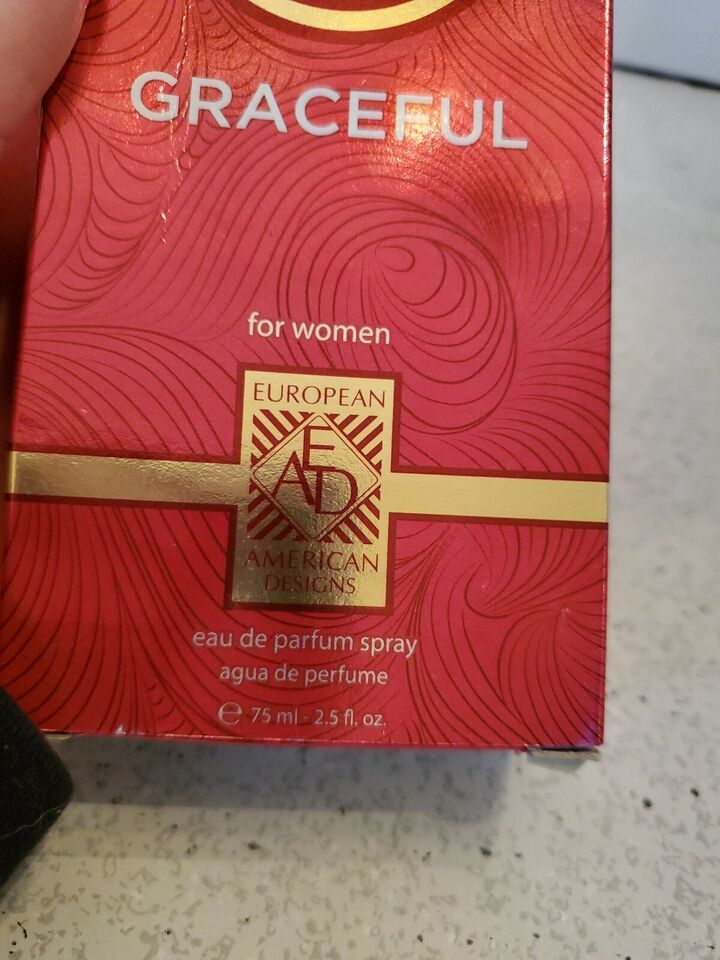 GRACEFUL
for women
EUROPEAN
EAD
AMERICAN
DESIGNS
eau de parfum spray
agua de perfume
℮ 75 ml - 2.5 fl. oz.